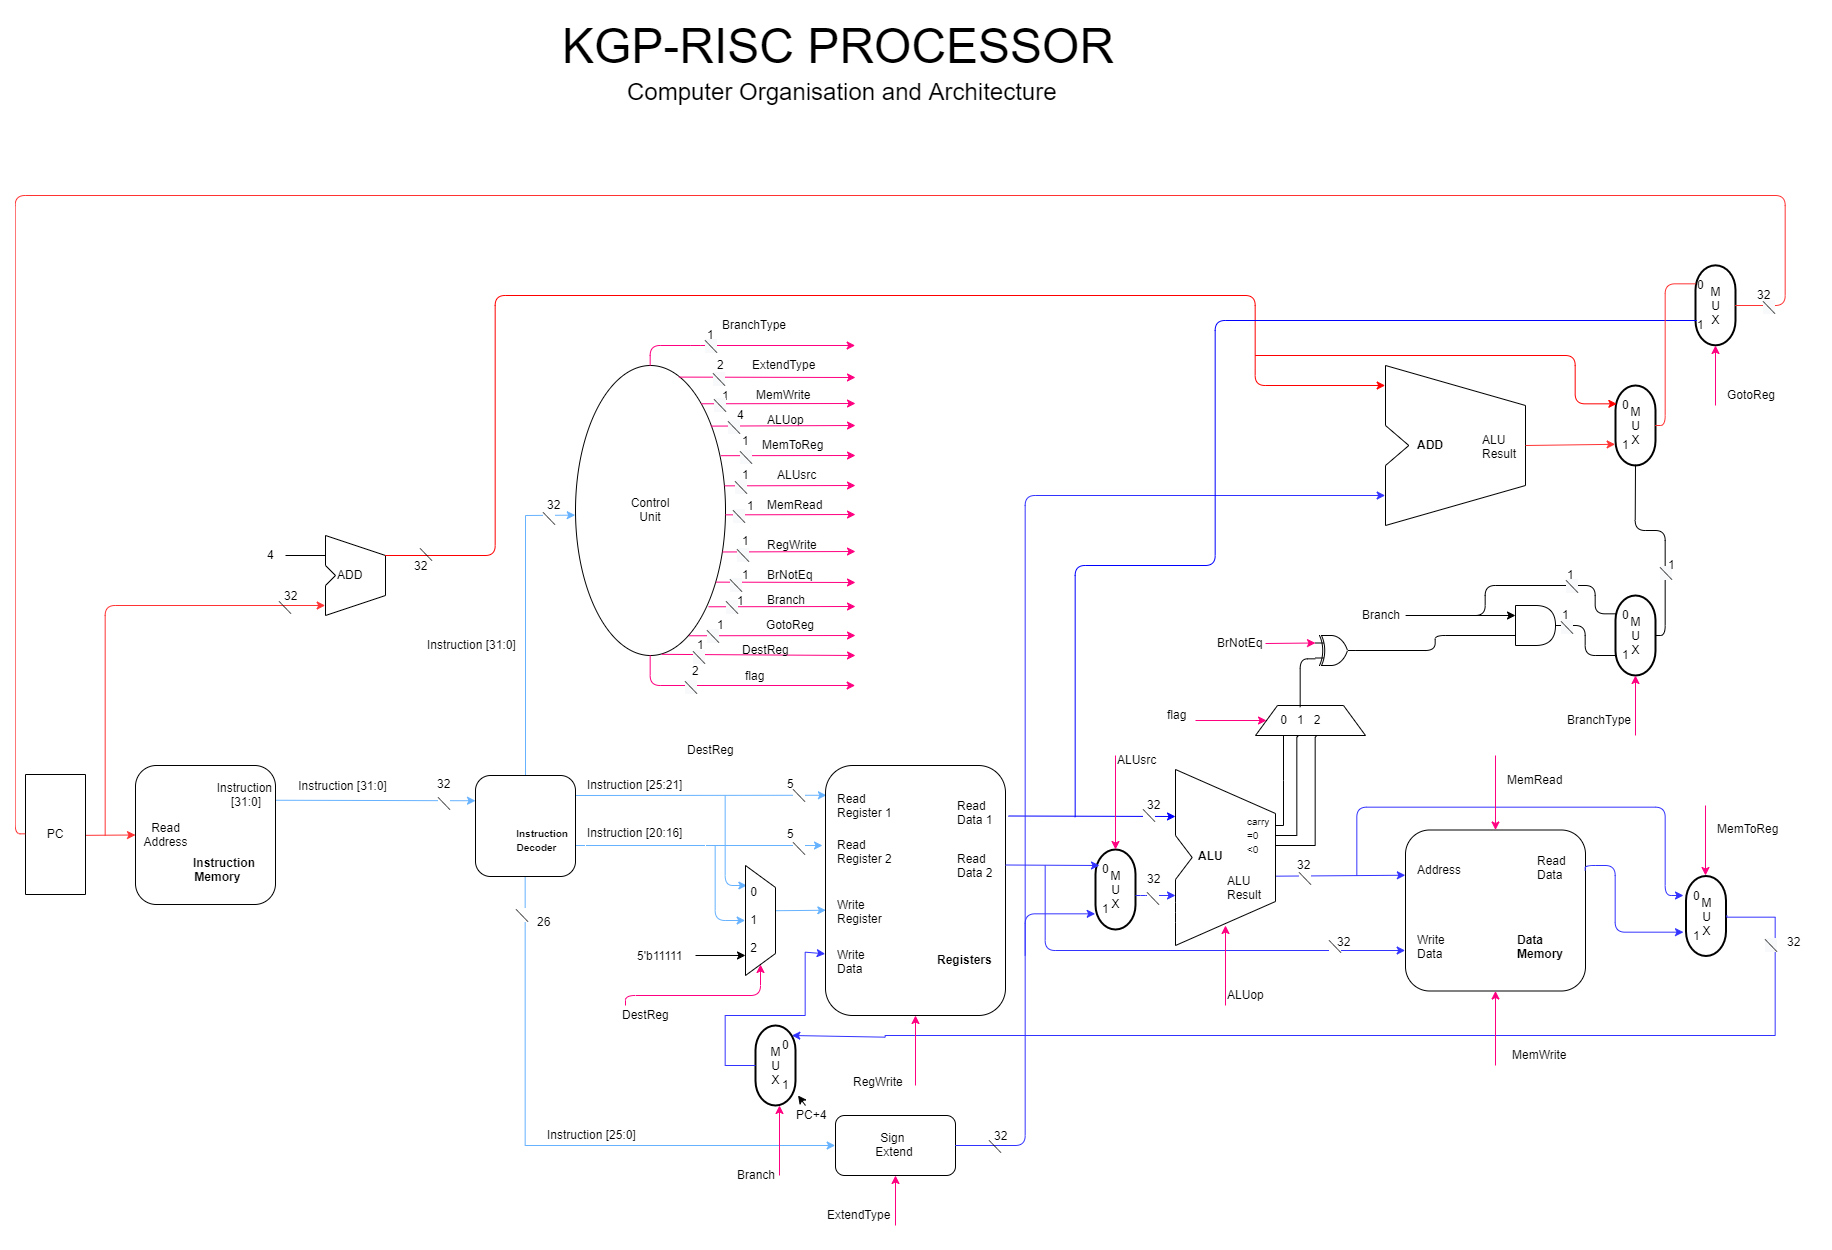 KGP-RISC PROCESSOR
Computer Organisation and Architecture
BranchType
1
ExtendType
2
MemWrite
1
ALUop
4
MemToReg
1
ALUsrc
1
MemRead
1
RegWrite
1
BrNotEq
1
Branch
1
GotoReg
1
DestReg
1
flag
2
Control
Unit
32
Instruction [31:0]
4
ADD
32
32
PC
Read
Address
Instruction
[31:0]
Instruction
Memory
Instruction [31:0]
32
Instruction
Decoder
26
Instruction [25:21]
5
Instruction [20:16]
5
DestReg
0
1
2
5'b11111
DestReg
Read
Register 1
Read
Register 2
Write
Register
Write
Data
Read
Data 1
Read
Data 2
Registers
RegWrite
M
U
X
0
1
PC+4
Branch
Instruction [25:0]
Sign
Extend
32
ExtendType
ALUsrc
0
M
U
X
1
32
32
ALU
carry
=0
<0
ALU
Result
ALUop
32
32
flag
0 1 2
BrNotEq
Branch
1
1
0
M
U
X
1
BranchType
1
ADD
ALU
Result
0
M
U
X
1
0
M
U
X
1
32
GotoReg
MemRead
Address
Read
Data
Write
Data
Data
Memory
MemWrite
MemToReg
0
M
U
X
1
32